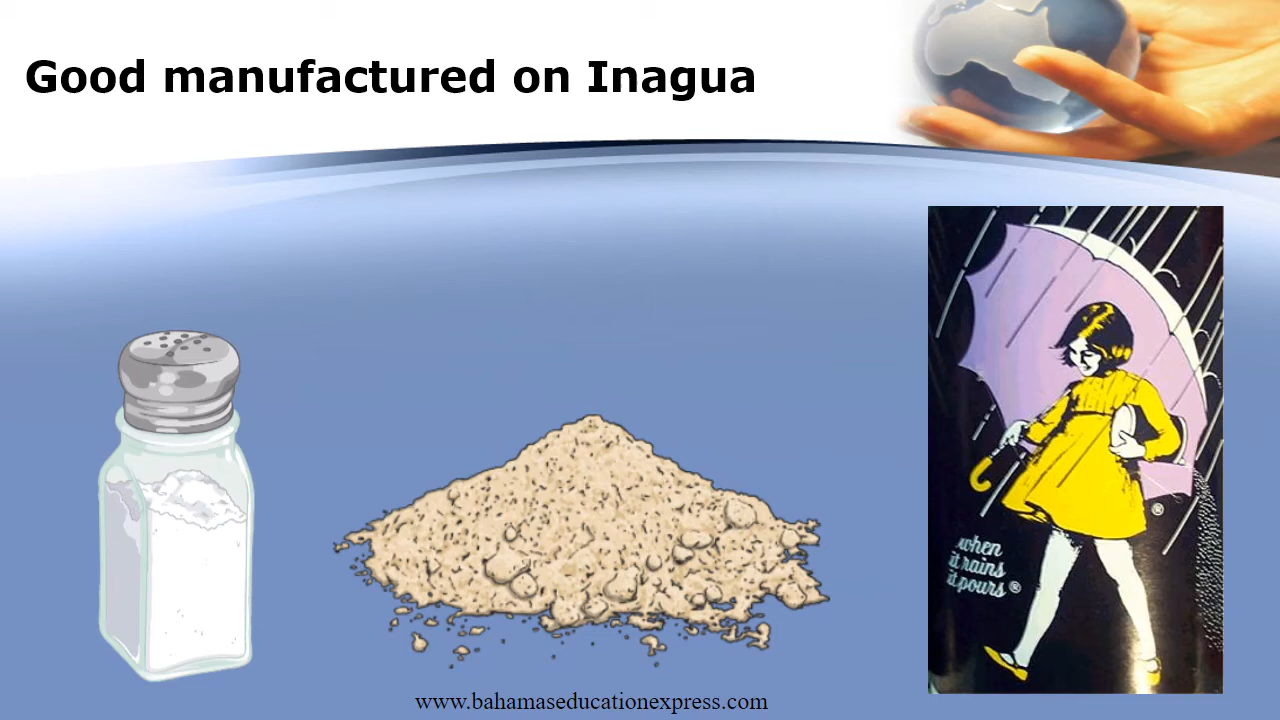 Good manufactured on Inagua
when
it rains
it pours ®
®
www.bahamaseducationexpress.com